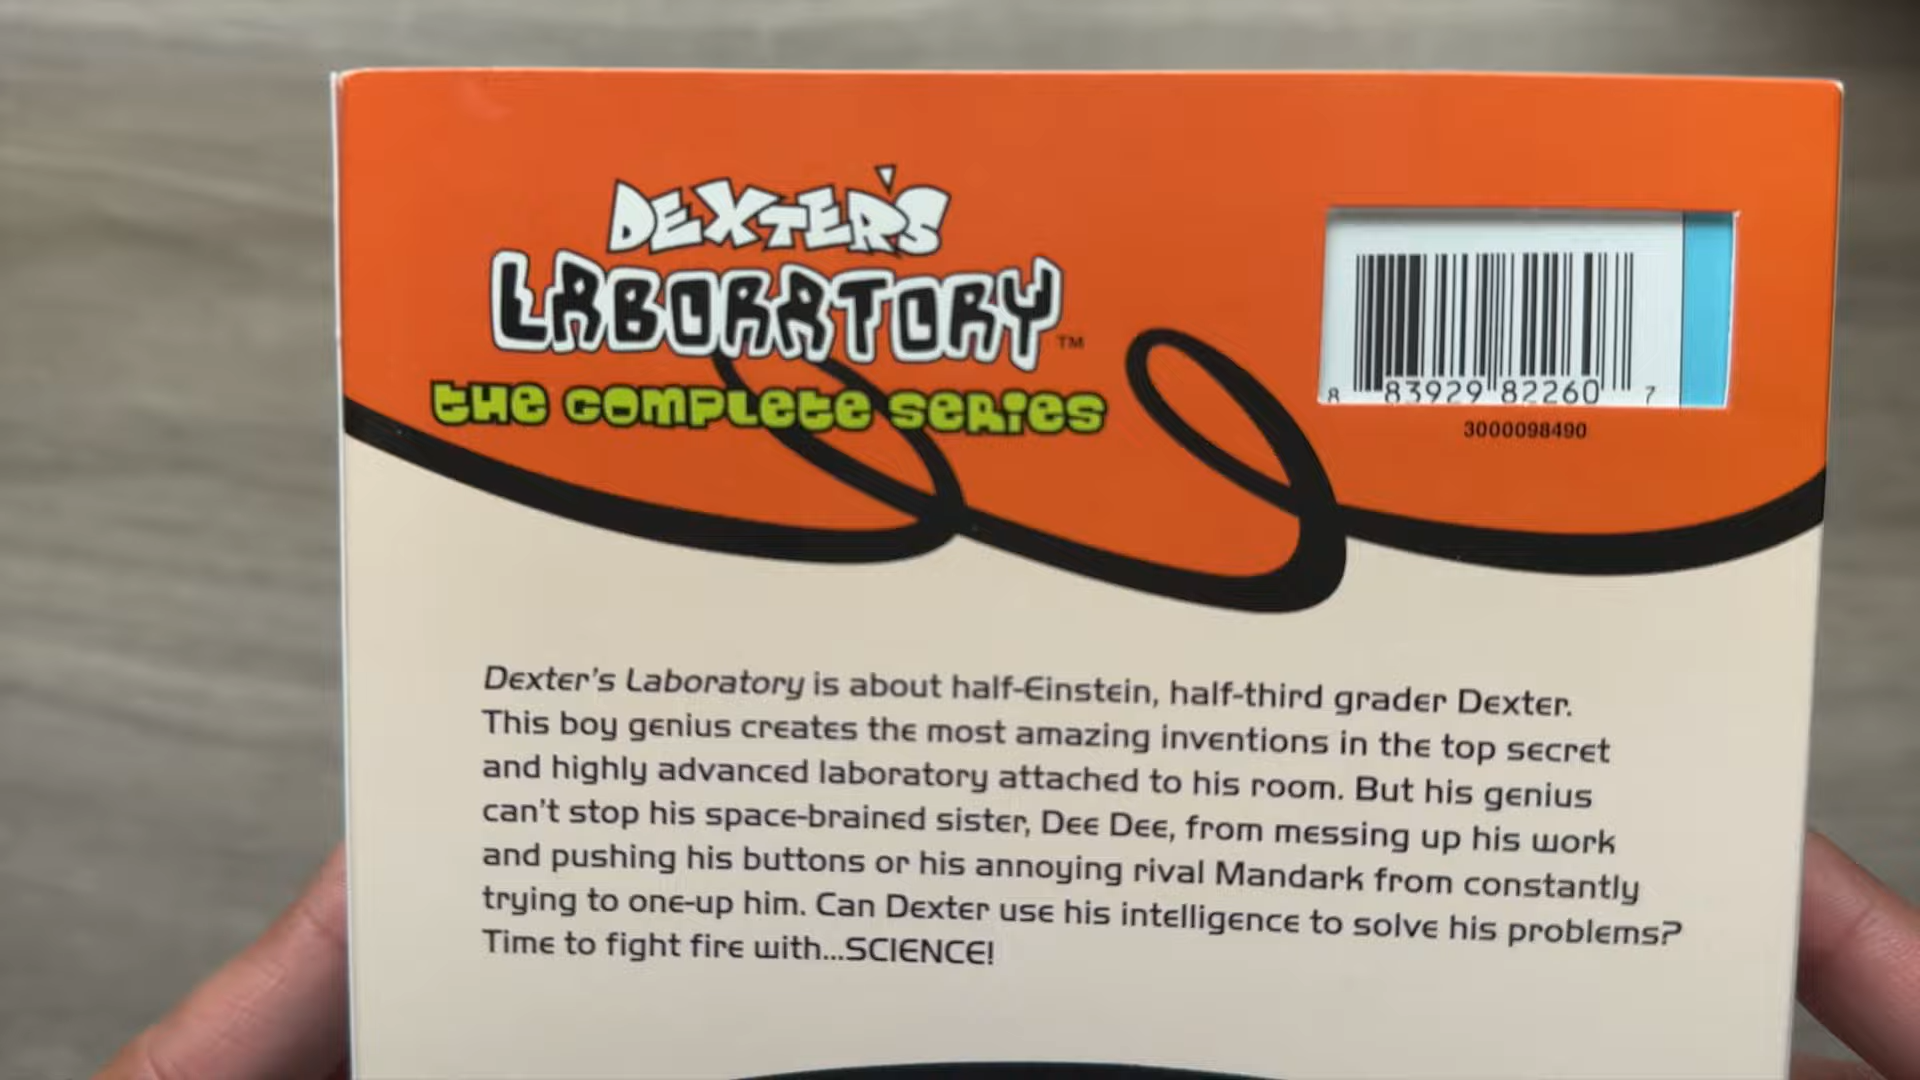 DEXTER'S
LABORATORY™
THE COMPLETE SERIES
8 83929 82260 7
3000098490
Dexter's Laboratory is about half-Einstein, half-third grader Dexter.
This boy genius creates the most amazing inventions in the top secret
and highly advanced laboratory attached to his room. But his genius
can't stop his space-brained sister, Dee Dee, from messing up his work
and pushing his buttons or his annoying rival Mandark from constantly
trying to one-up him. Can Dexter use his intelligence to solve his problems?
Time to fight fire with...SCIENCE!